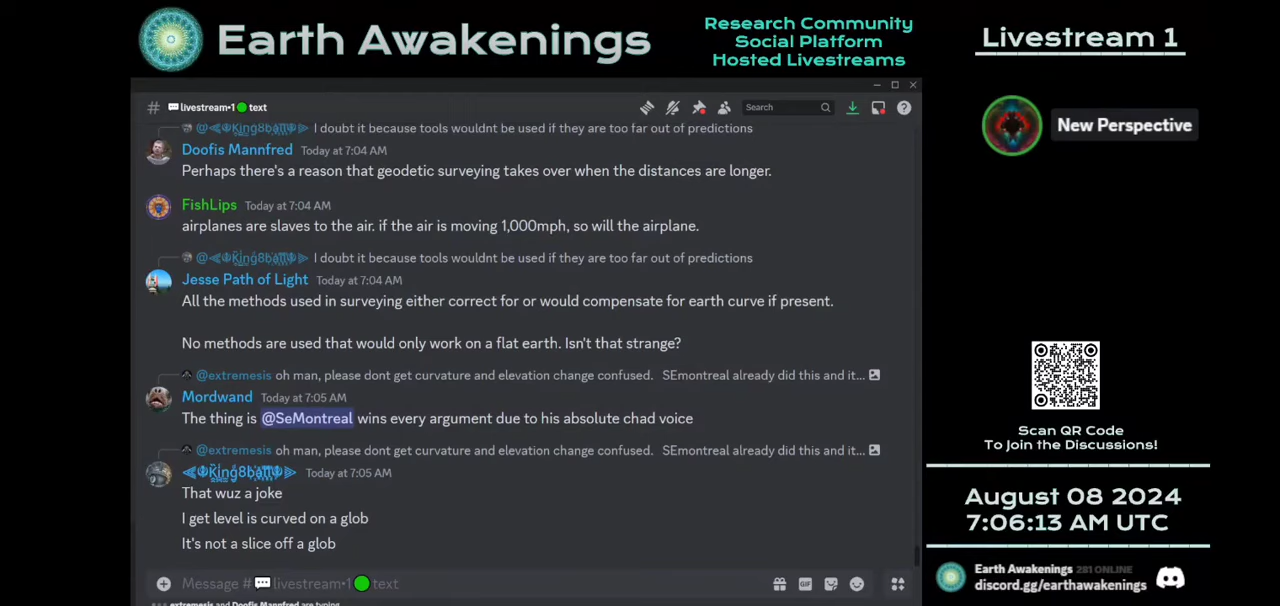 Earth Awakenings
Research Community
Social Platform
Hosted Livestreams
Livestream 1
New Perspective
# livestream•1 text
Search
I doubt it because tools wouldnt be used if they are too far out of predictions
Doofis Mannfred Today at 7:04 AM
Perhaps there's a reason that geodetic surveying takes over when the distances are longer.
FishLips Today at 7:04 AM
airplanes are slaves to the air. if the air is moving 1,000mph, so will the airplane.
I doubt it because tools wouldnt be used if they are too far out of predictions
Jesse Path of Light Today at 7:04 AM
All the methods used in surveying either correct for or would compensate for earth curve if present.
No methods are used that would only work on a flat earth. Isn't that strange?
@extremesis oh man, please dont get curvature and elevation change confused. SEmontreal already did this and it...
Mordwand Today at 7:05 AM
The thing is @SeMontreal wins every argument due to his absolute chad voice
@extremesis oh man, please dont get curvature and elevation change confused. SEmontreal already did this and it...
Today at 7:05 AM
That wuz a joke
I get level is curved on a glob
It's not a slice off a glob
Message # livestream•1 text
GIF
extremesis and Doofis Mannfred are typing
Scan QR Code
To Join the Discussions!
August 08 2024
7:06:13 AM UTC
Earth Awakenings 281 ONLINE
discord.gg/earthawakenings